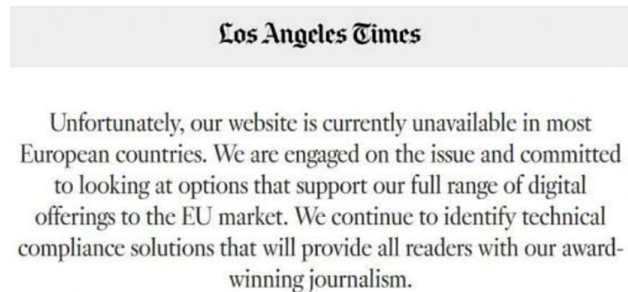 Los Angeles Times
Unfortunately, our website is currently unavailable in most
European countries. We are engaged on the issue and committed
to looking at options that support our full range of digital
offerings to the EU market. We continue to identify technical
compliance solutions that will provide all readers with our award-
winning journalism.